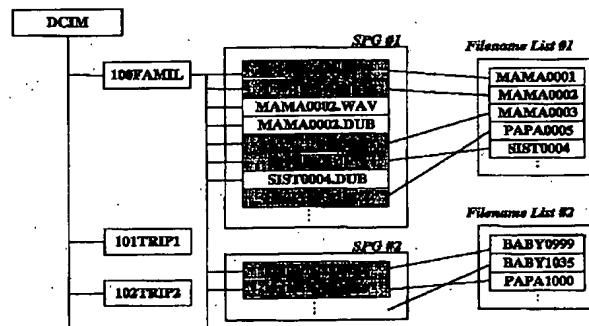 DCIM
SPG #1
Filename List #1
100FAMIL
MAMA0001
MAMA0002
MAMA0002.WAV
MAMA0003
MAMA0002.DUB
PAPA0005
SIST0004
SIST0004.DUB
Filename List #2
101TRIP1
SPG #2
BABY0999
BABY1035
102TRIP2
PAPA1000